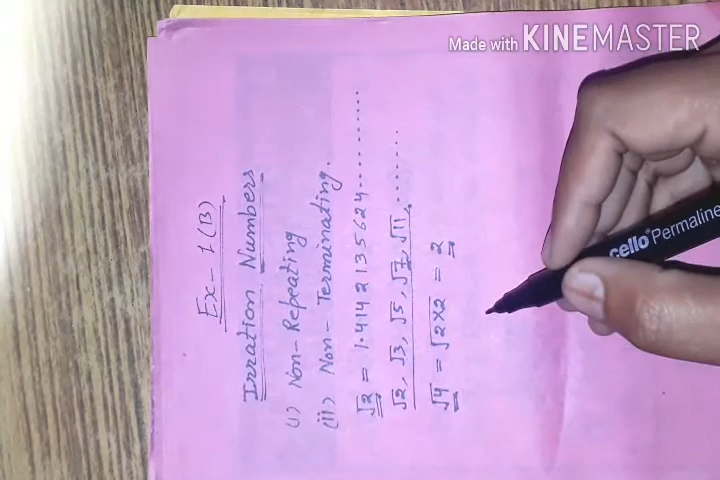 Made with KINEMASTER
Ex-1(B)
Irration Numbers
(i) Non-Repeating
(ii) Non-Terminating.
√2 = 1.4142135624...........
√2, √3, √5, √7, √11, .......
√4 = √2×2 = 2
cello Permaline